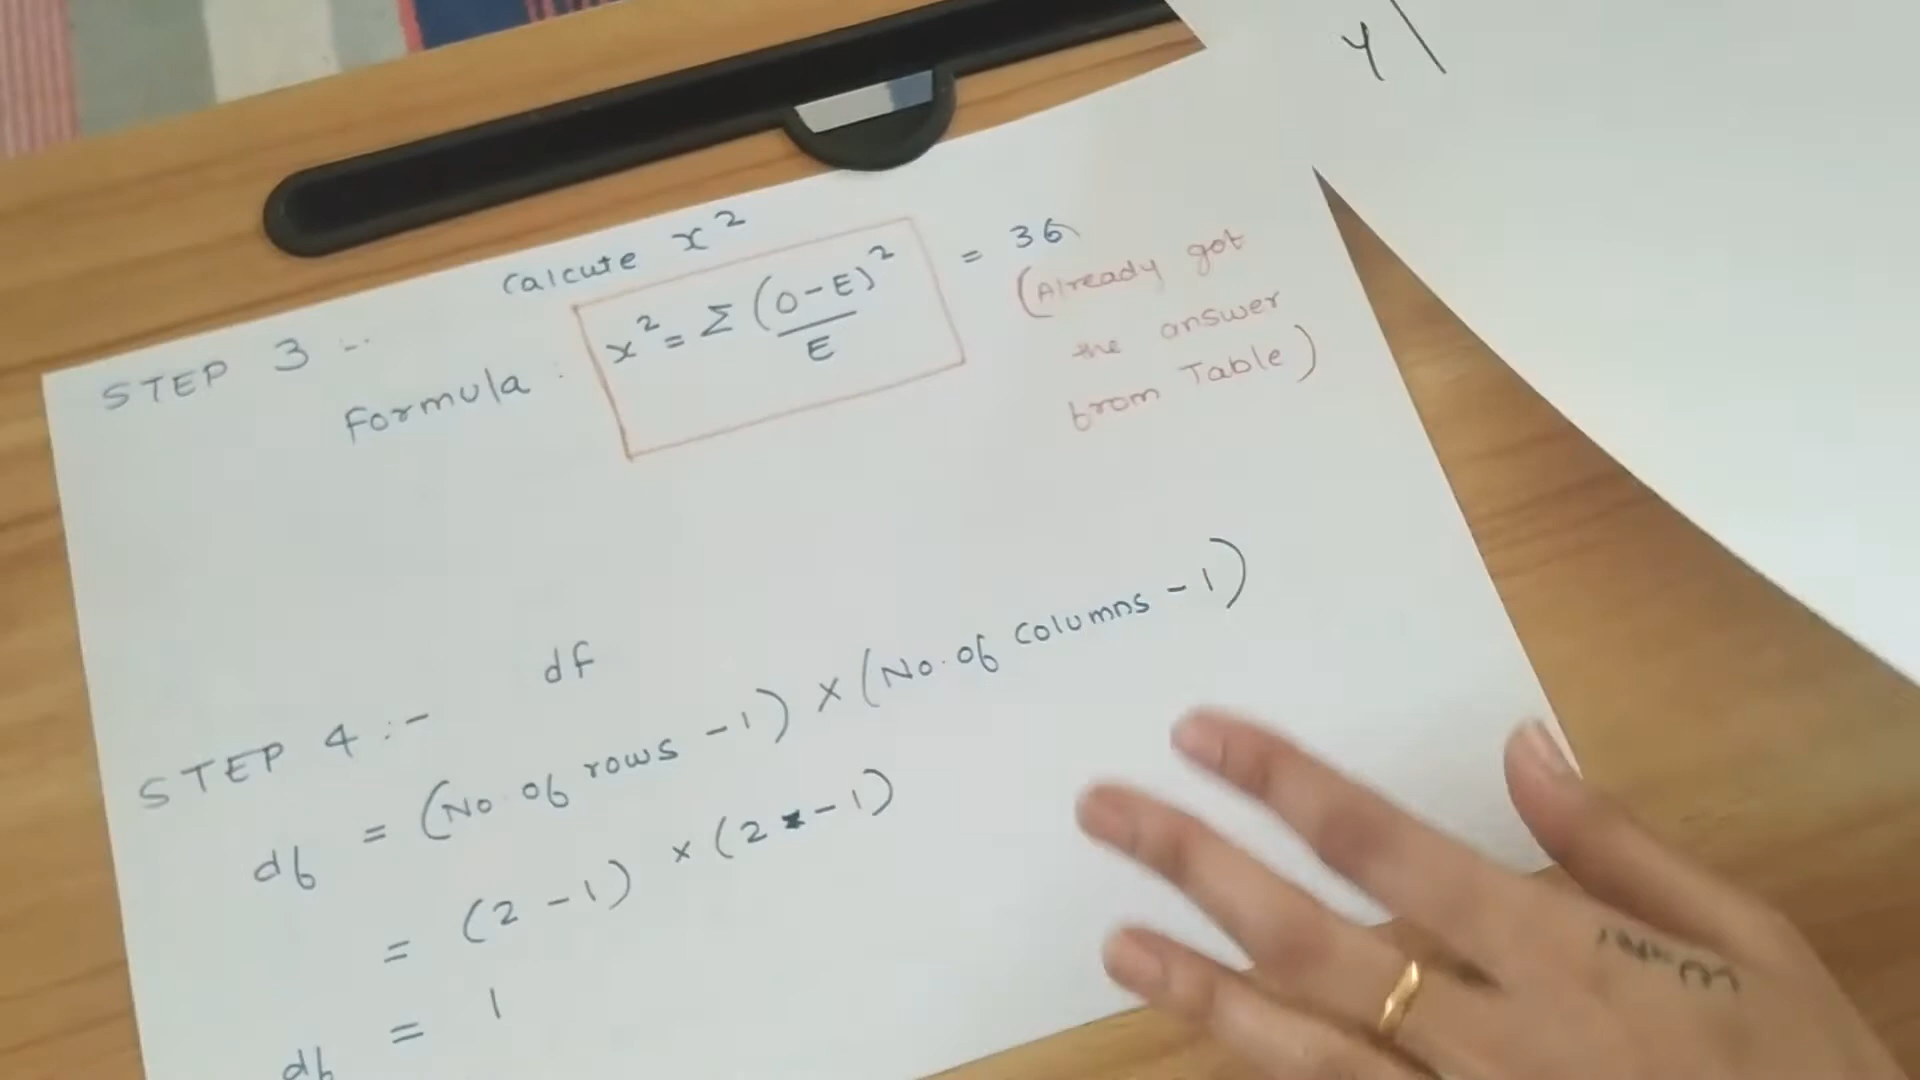 STEP 3 :- Calcute x²
Formula : x² = Σ (O-E)² / E = 36
(Already got
the answer
from Table)
STEP 4 :- df
df = (No. of rows - 1) × (No. of columns - 1)
= (2 - 1) × (2 - 1)
df = 1